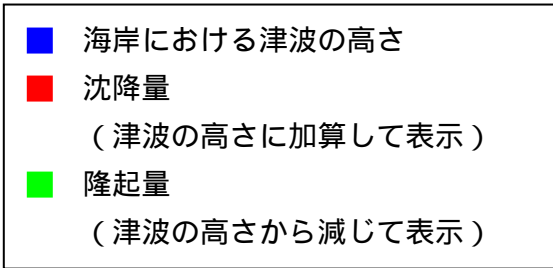 海岸における津波の高さ
沈降量
（津波の高さに加算して表示）
隆起量
（津波の高さから減じて表示）